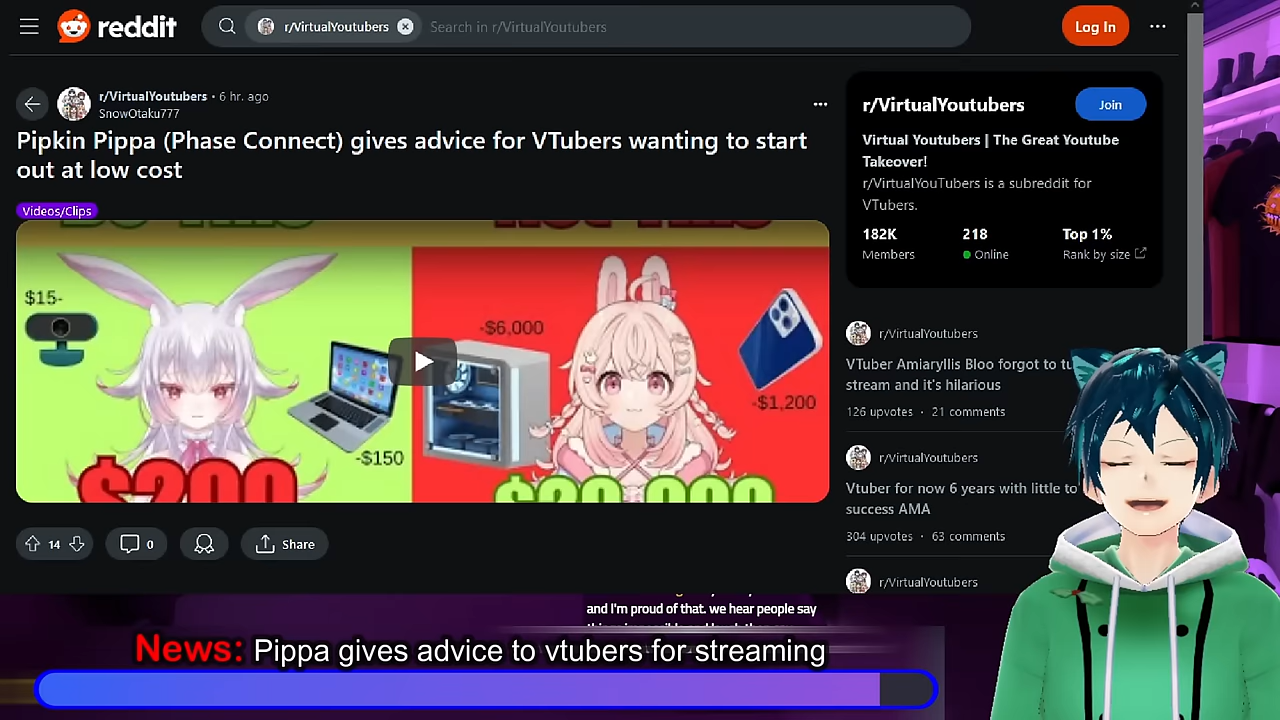 reddit
r/VirtualYoutubers
Search in r/VirtualYoutubers
Log In
r/VirtualYoutubers • 6 hr. ago
SnowOtaku777
Pipkin Pippa (Phase Connect) gives advice for VTubers wanting to start
out at low cost
Videos/Clips
$15-
-$150
$200
-$6,000
-$1,200
$20,000
14
0
Share
r/VirtualYoutubers
Join
Virtual Youtubers | The Great Youtube
Takeover!
r/VirtualYouTubers is a subreddit for
VTubers.
182K
218
Top 1%
Members
Online
Rank by size
r/VirtualYoutubers
VTuber Amiaryllis Bloo forgot to
stream and it's hilarious
126 upvotes · 21 comments
r/VirtualYoutubers
Vtuber for now 6 years with little to
success AMA
304 upvotes · 63 comments
r/VirtualYoutubers
and I'm proud of that. we hear people say
News: Pippa gives advice to vtubers for streaming